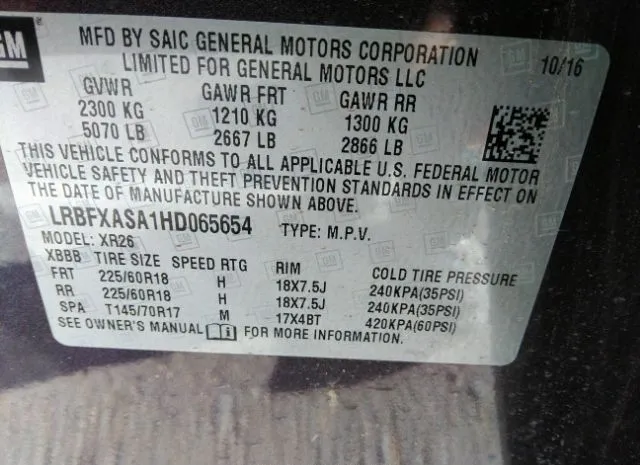 GM
MFD BY SAIC GENERAL MOTORS CORPORATION
LIMITED FOR GENERAL MOTORS LLC 10/16
GVWR GAWR FRT GAWR RR
2300 KG 1210 KG 1300 KG
5070 LB 2667 LB 2866 LB
THIS VEHICLE CONFORMS TO ALL APPLICABLE U.S. FEDERAL MOTOR
VEHICLE SAFETY AND THEFT PREVENTION STANDARDS IN EFFECT ON
THE DATE OF MANUFACTURE SHOWN ABOVE.
LRBFXASA1HD065654 TYPE: M.P.V.
MODEL: XR26
XBBB TIRE SIZE SPEED RTG RIM COLD TIRE PRESSURE
FRT 225/60R18 H 18X7.5J 240KPA(35PSI)
RR 225/60R18 H 18X7.5J 240KPA(35PSI)
SPA T145/70R17 M 17X4BT 420KPA(60PSI)
SEE OWNER'S MANUAL FOR MORE INFORMATION.